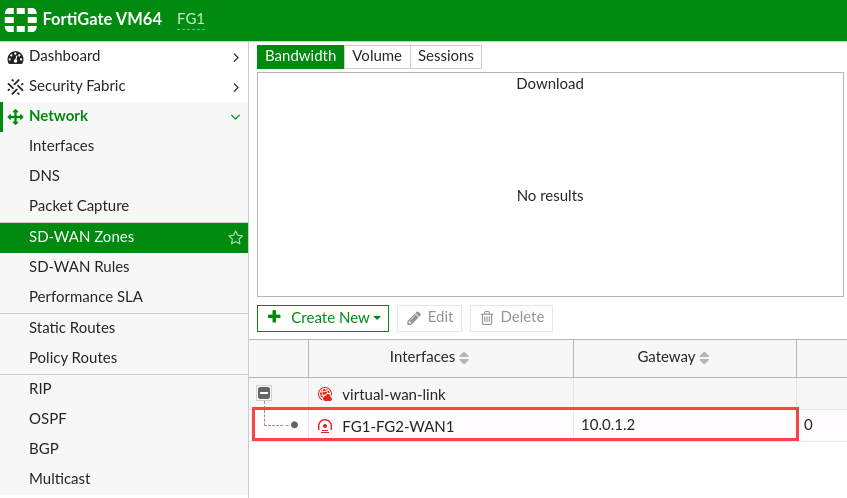 FortiGate VM64 FG1
Dashboard
Security Fabric
Network
Interfaces
DNS
Packet Capture
SD-WAN Zones
SD-WAN Rules
Performance SLA
Static Routes
Policy Routes
RIP
OSPF
BGP
Multicast
Bandwidth Volume Sessions
Download
No results
Create New Edit Delete
Interfaces Gateway
virtual-wan-link
FG1-FG2-WAN1 10.0.1.2 0